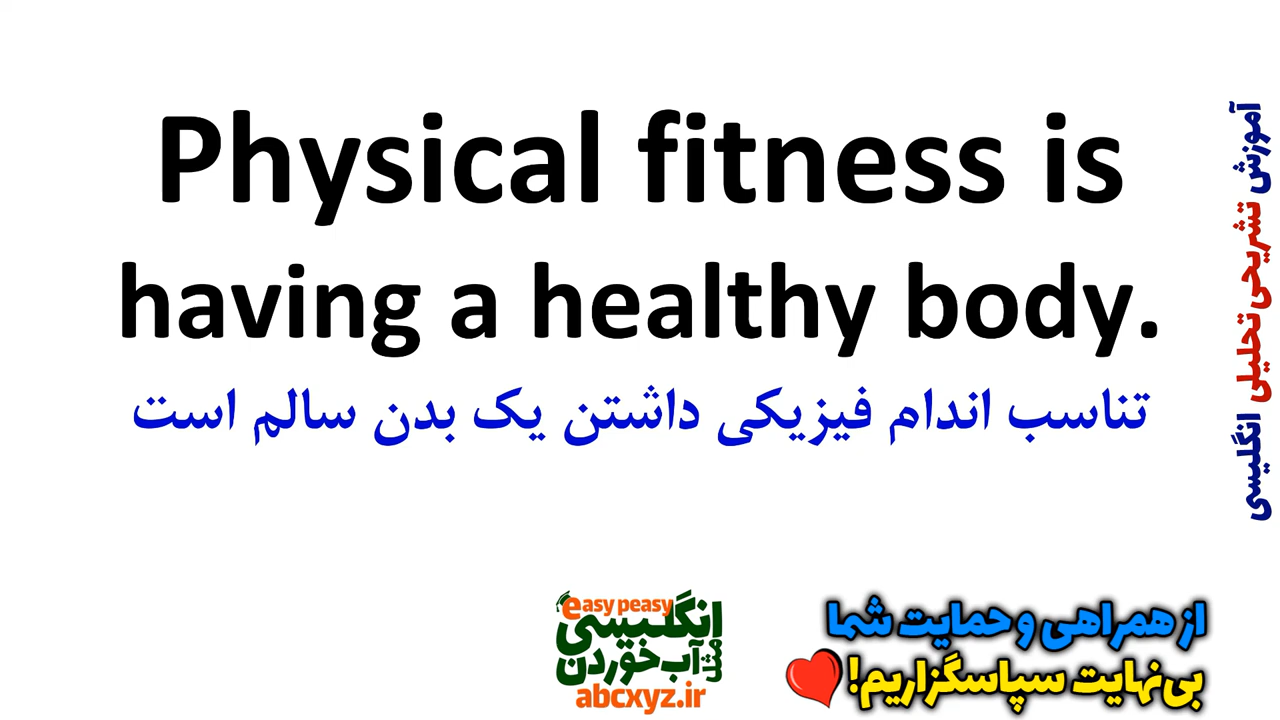 Physical fitness is
having a healthy body.
تناسب اندام فیزیکی داشتن یک بدن سالم است
آموزش تشریحی تحلیلی انگلیسی
easy peasy
انگلیسی
مثل آب خوردن
abcxyz.ir
از همراهی و حمایت شما
بی‌نهایت سپاسگزاریم!